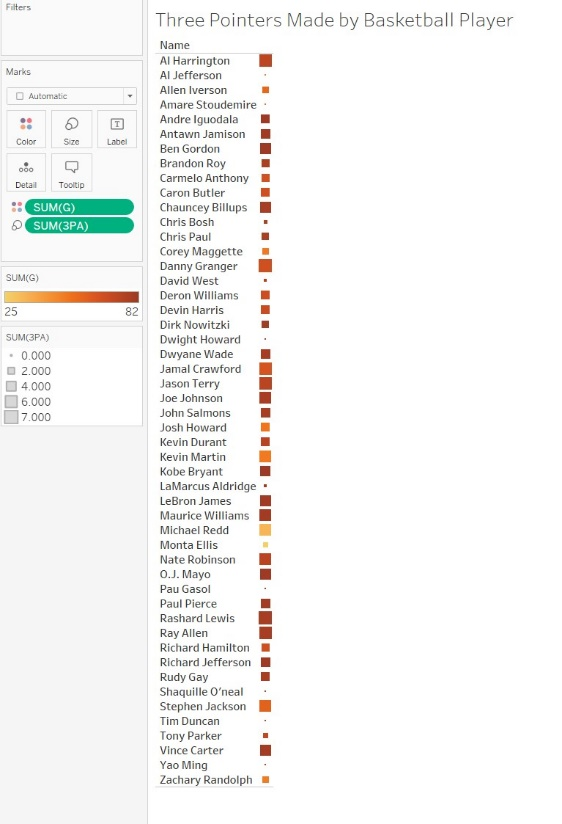 Filters
Marks
Automatic
Color
Size
Label
Detail
Tooltip
SUM(G)
SUM(3PA)
SUM(G)
25 82
SUM(3PA)
0.000
2.000
4.000
6.000
7.000
Three Pointers Made by Basketball Player
Name
Al Harrington
Al Jefferson
Allen Iverson
Amare Stoudemire
Andre Iguodala
Antawn Jamison
Ben Gordon
Brandon Roy
Carmelo Anthony
Caron Butler
Chauncey Billups
Chris Bosh
Chris Paul
Corey Maggette
Danny Granger
David West
Deron Williams
Devin Harris
Dirk Nowitzki
Dwight Howard
Dwyane Wade
Jamal Crawford
Jason Terry
Joe Johnson
John Salmons
Josh Howard
Kevin Durant
Kevin Martin
Kobe Bryant
LaMarcus Aldridge
LeBron James
Maurice Williams
Michael Redd
Monta Ellis
Nate Robinson
O.J. Mayo
Pau Gasol
Paul Pierce
Rashard Lewis
Ray Allen
Richard Hamilton
Richard Jefferson
Rudy Gay
Shaquille O'neal
Stephen Jackson
Tim Duncan
Tony Parker
Vince Carter
Yao Ming
Zachary Randolph